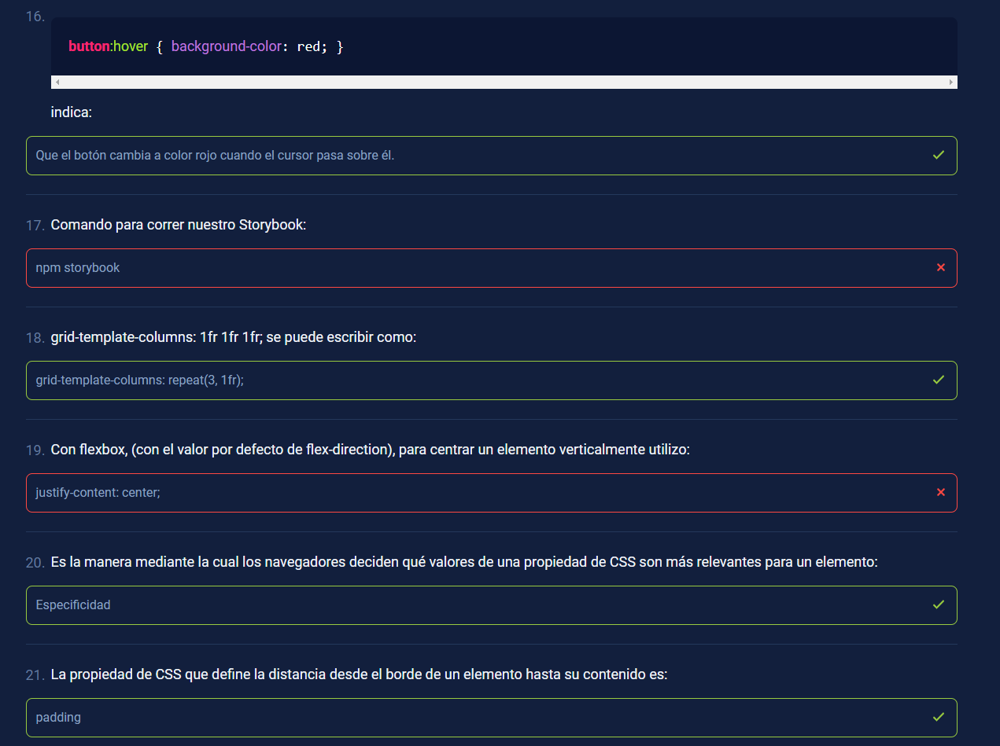 16.
button:hover { background-color: red; }
indica:
Que el botón cambia a color rojo cuando el cursor pasa sobre él.
17. Comando para correr nuestro Storybook:
npm storybook
18. grid-template-columns: 1fr 1fr 1fr; se puede escribir como:
grid-template-columns: repeat(3, 1fr);
19. Con flexbox, (con el valor por defecto de flex-direction), para centrar un elemento verticalmente utilizo:
justify-content: center;
20. Es la manera mediante la cual los navegadores deciden qué valores de una propiedad de CSS son más relevantes para un elemento:
Especificidad
21. La propiedad de CSS que define la distancia desde el borde de un elemento hasta su contenido es:
padding